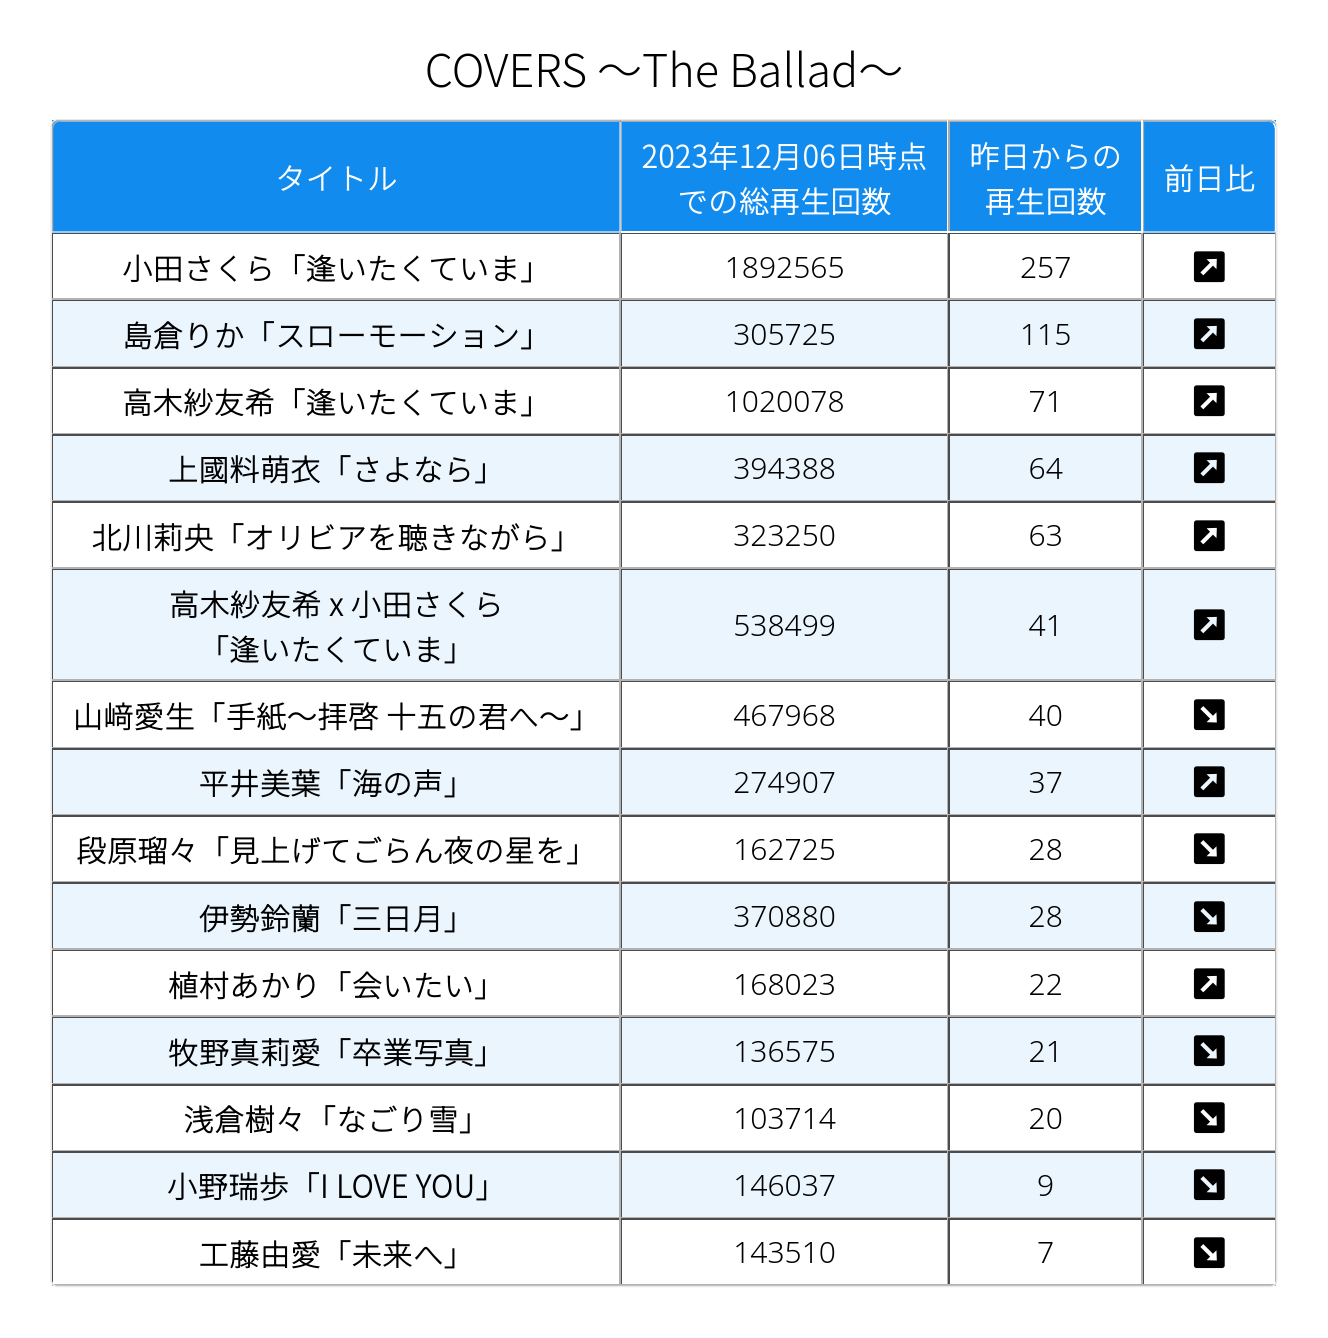 COVERS ～The Ballad～
タイトル
2023年12月06日時点
での総再生回数
昨日からの
再生回数
前日比
小田さくら「逢いたくていま」 1892565 257 ↗
島倉りか「スローモーション」 305725 115 ↗
高木紗友希「逢いたくていま」 1020078 71 ↗
上國料萌衣「さよなら」 394388 64 ↗
北川莉央「オリビアを聴きながら」 323250 63 ↗
高木紗友希 x 小田さくら
「逢いたくていま」 538499 41 ↗
山﨑愛生「手紙～拝啓 十五の君へ～」 467968 40 ↘
平井美葉「海の声」 274907 37 ↗
段原瑠々「見上げてごらん夜の星を」 162725 28 ↘
伊勢鈴蘭「三日月」 370880 28 ↘
植村あかり「会いたい」 168023 22 ↗
牧野真莉愛「卒業写真」 136575 21 ↘
浅倉樹々「なごり雪」 103714 20 ↘
小野瑞歩「I LOVE YOU」 146037 9 ↘
工藤由愛「未来へ」 143510 7 ↘